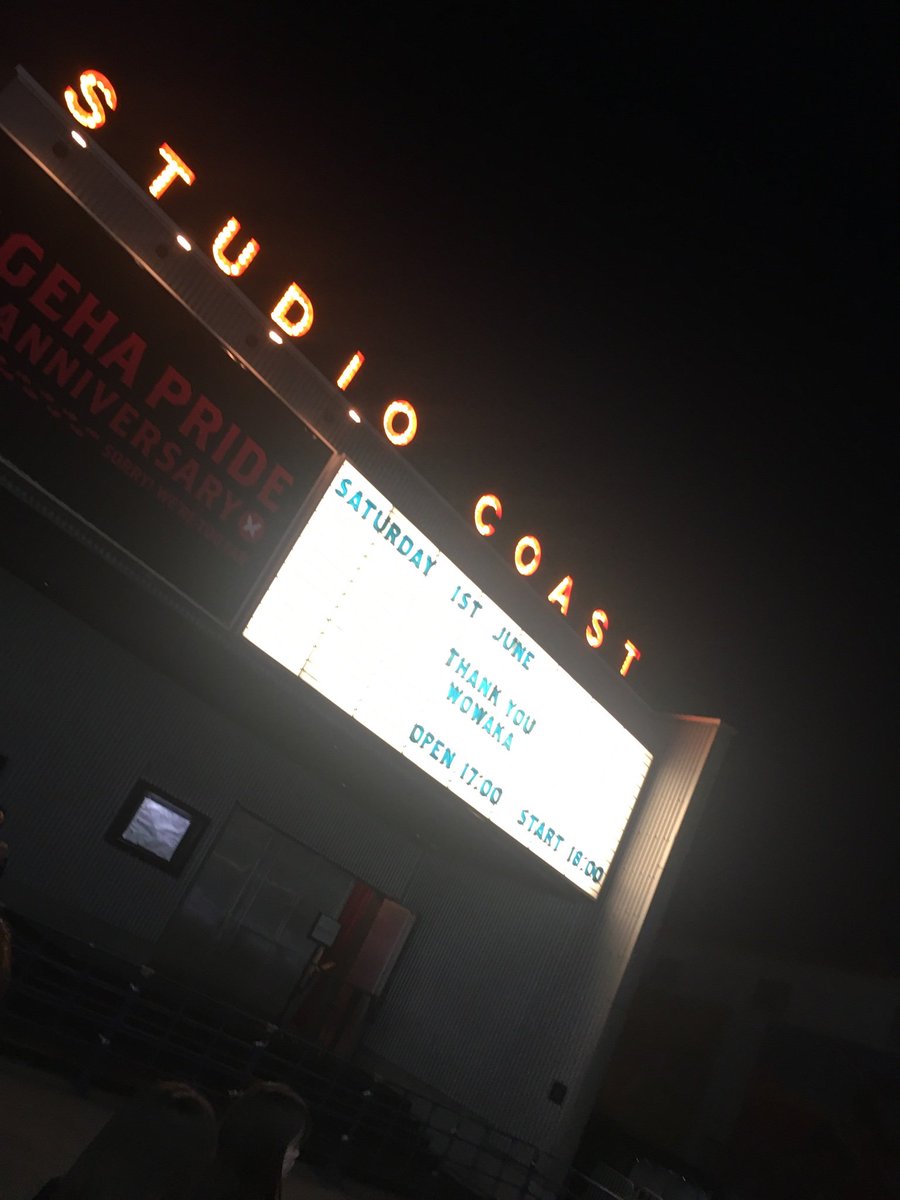 STUDIO COAST
GEHA PRIDE
ANNIVERSARY
SATURDAY 1ST JUNE
THANK YOU
WOWAKA
OPEN 17:00 START 18:00